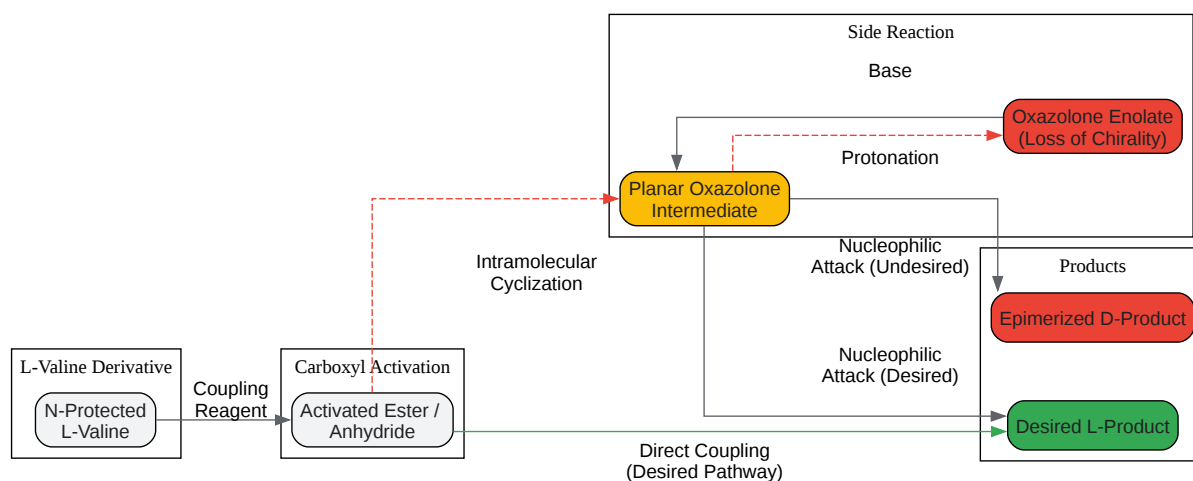 Side Reaction
Base
Oxazolone Enolate
(Loss of Chirality)
Protonation
Planar Oxazolone
Intermediate
Nucleophilic
Attack (Undesired)
Intramolecular
Cyclization
Products
Epimerized D-Product
L-Valine Derivative
Carboxyl Activation
Nucleophilic
Attack (Desired)
Coupling
Reagent
N-Protected
L-Valine
Activated Ester /
Anhydride
Desired L-Product
Direct Coupling
(Desired Pathway)